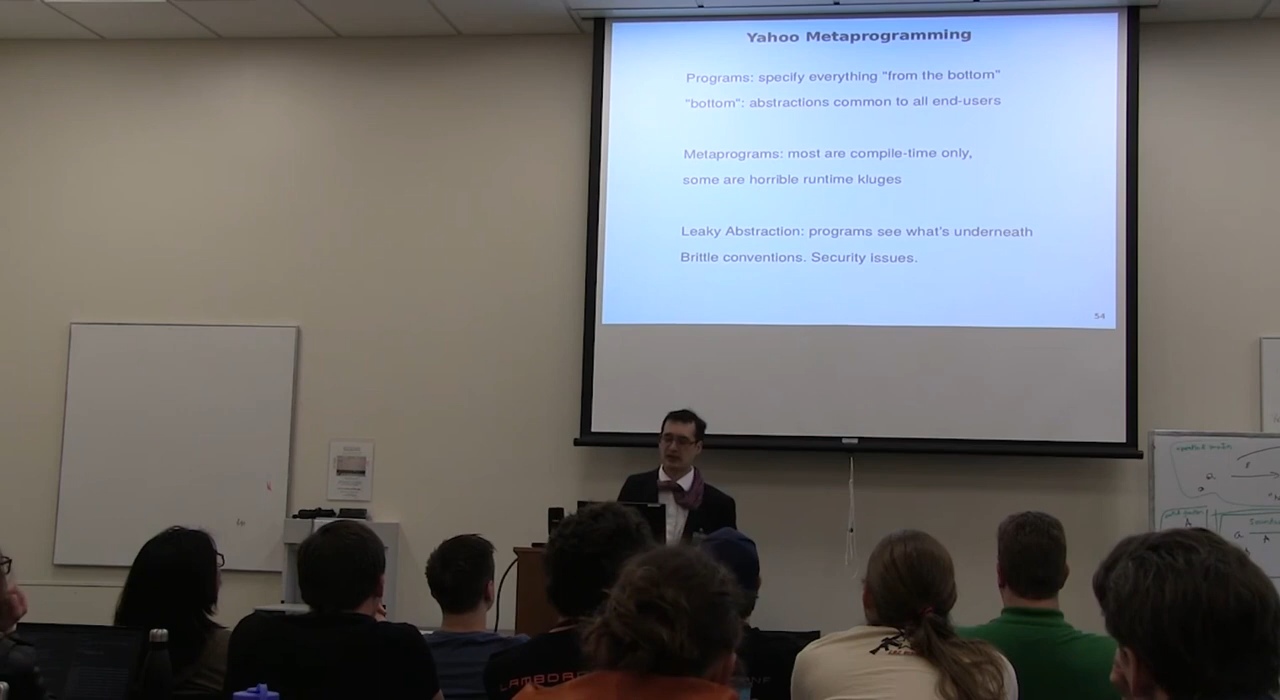 Yahoo Metaprogramming
Programs: specify everything "from the bottom"
"bottom": abstractions common to all end-users
Metaprograms: most are compile-time only,
some are horrible runtime kluges
Leaky Abstraction: programs see what's underneath
Brittle conventions. Security issues.
54